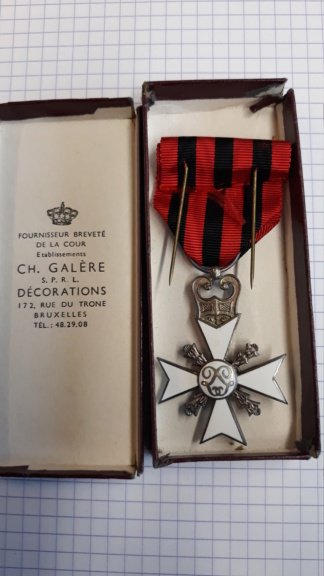 FOURNISSEUR BREVETÉ
DE LA COUR
Etablissements
CH. GALÈRE
S. P. R. L.
DÉCORATIONS
172, RUE DU TRONE
BRUXELLES
TÉL.: 48.29.08